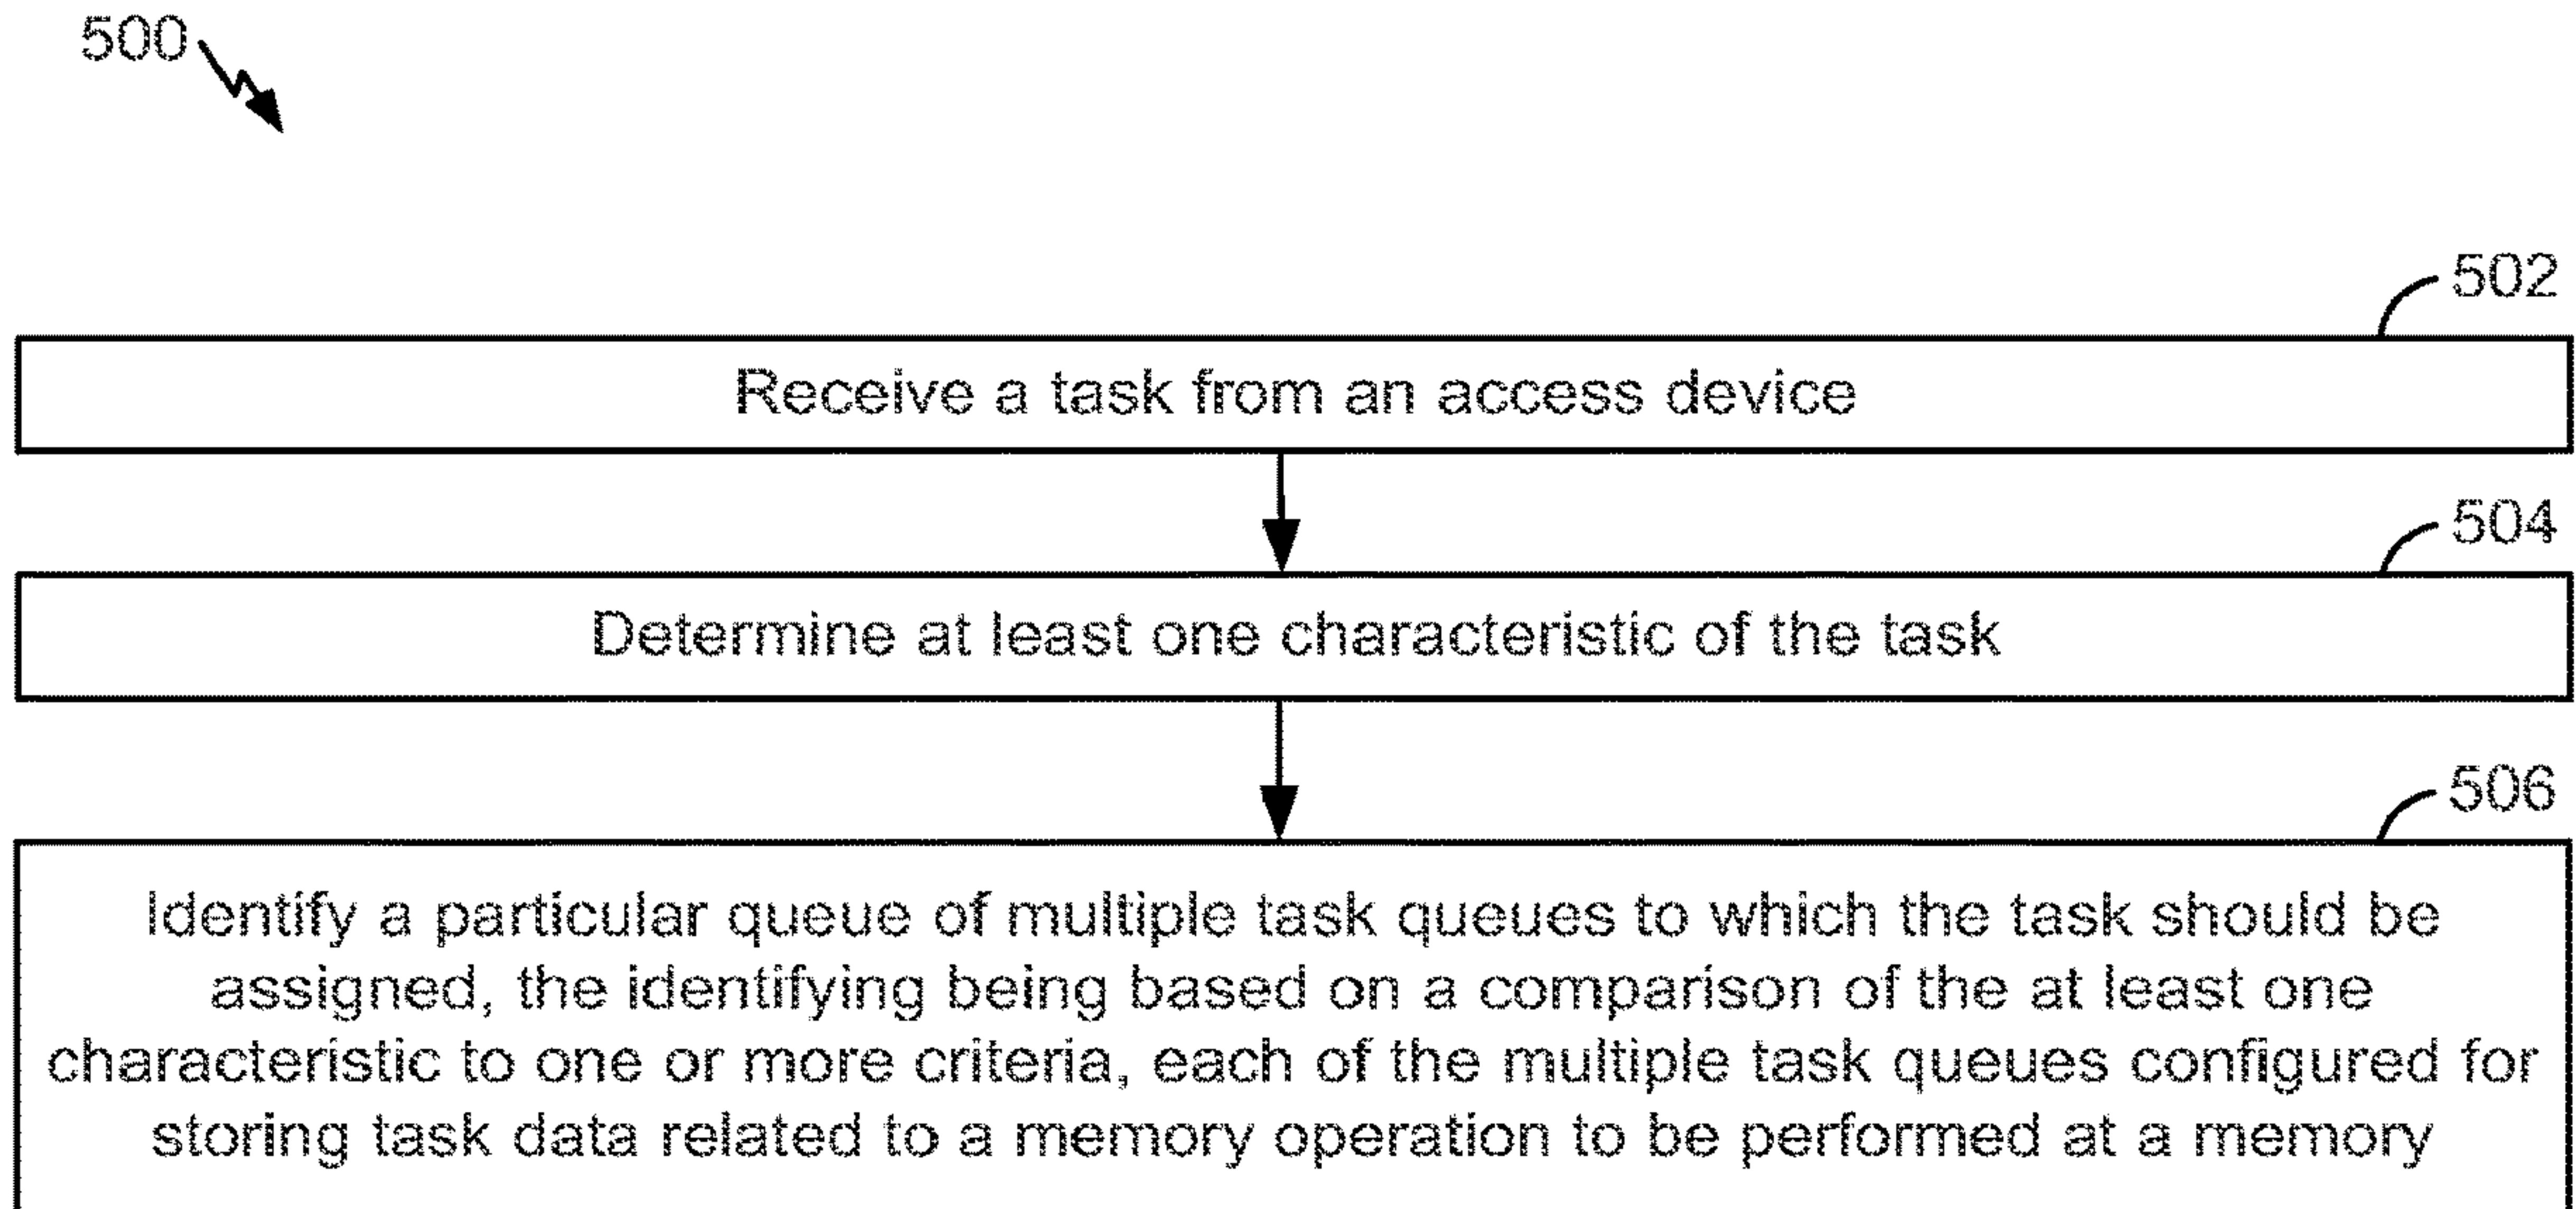 500
502
Receive a task from an access device
504
Determine at least one characteristic of the task
506
Identify a particular queue of multiple task queues to which the task should be
assigned, the identifying being based on a comparison of the at least one
characteristic to one or more criteria, each of the multiple task queues configured for
storing task data related to a memory operation to be performed at a memory